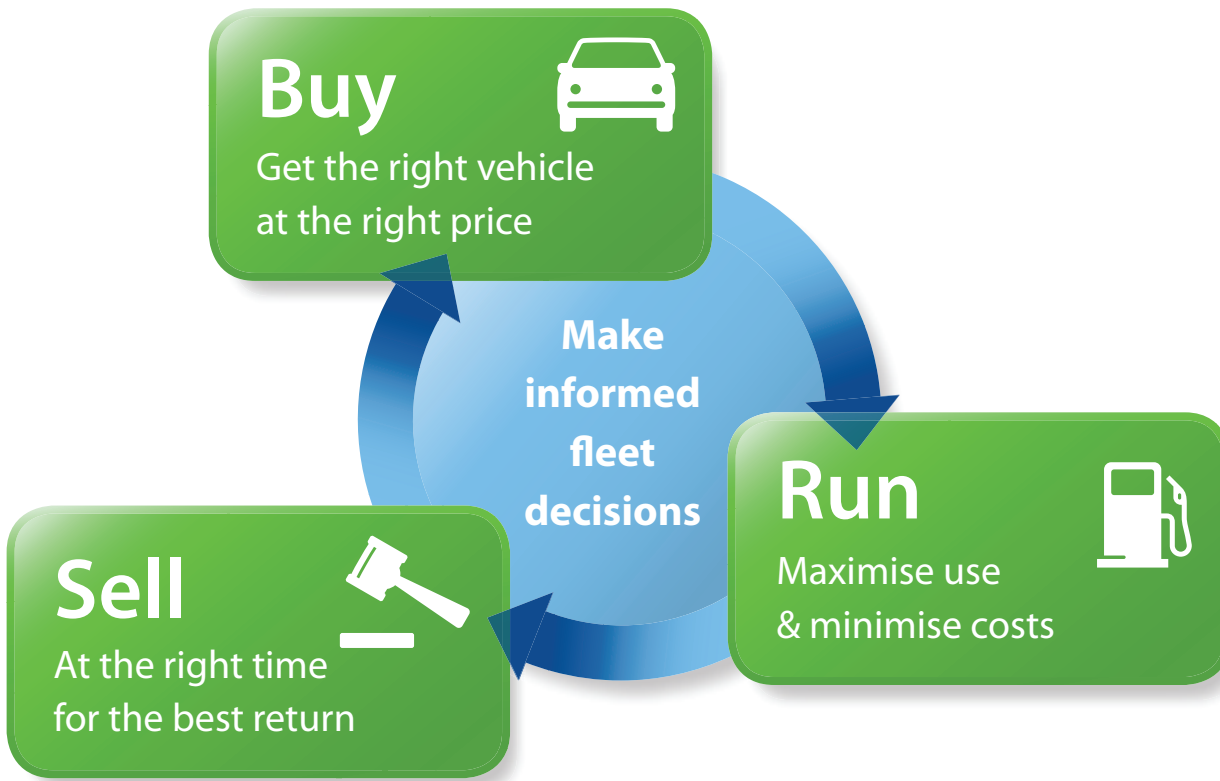 Buy
Get the right vehicle
at the right price
Make
informed
fleet
decisions
Run
Maximise use
& minimise costs
Sell
At the right time
for the best return